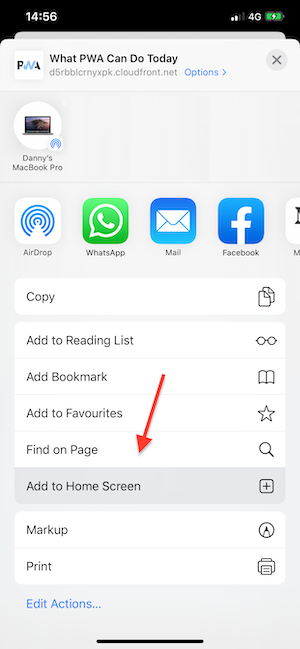 14:56
4G
PWA
What PWA Can Do Today
d5rbblcrnyxpk.cloudfront.net Options >
Danny's
MacBook Pro
AirDrop
WhatsApp
Mail
Facebook
Copy
Add to Reading List
Add Bookmark
Add to Favourites
Find on Page
Add to Home Screen
Markup
Print
Edit Actions...